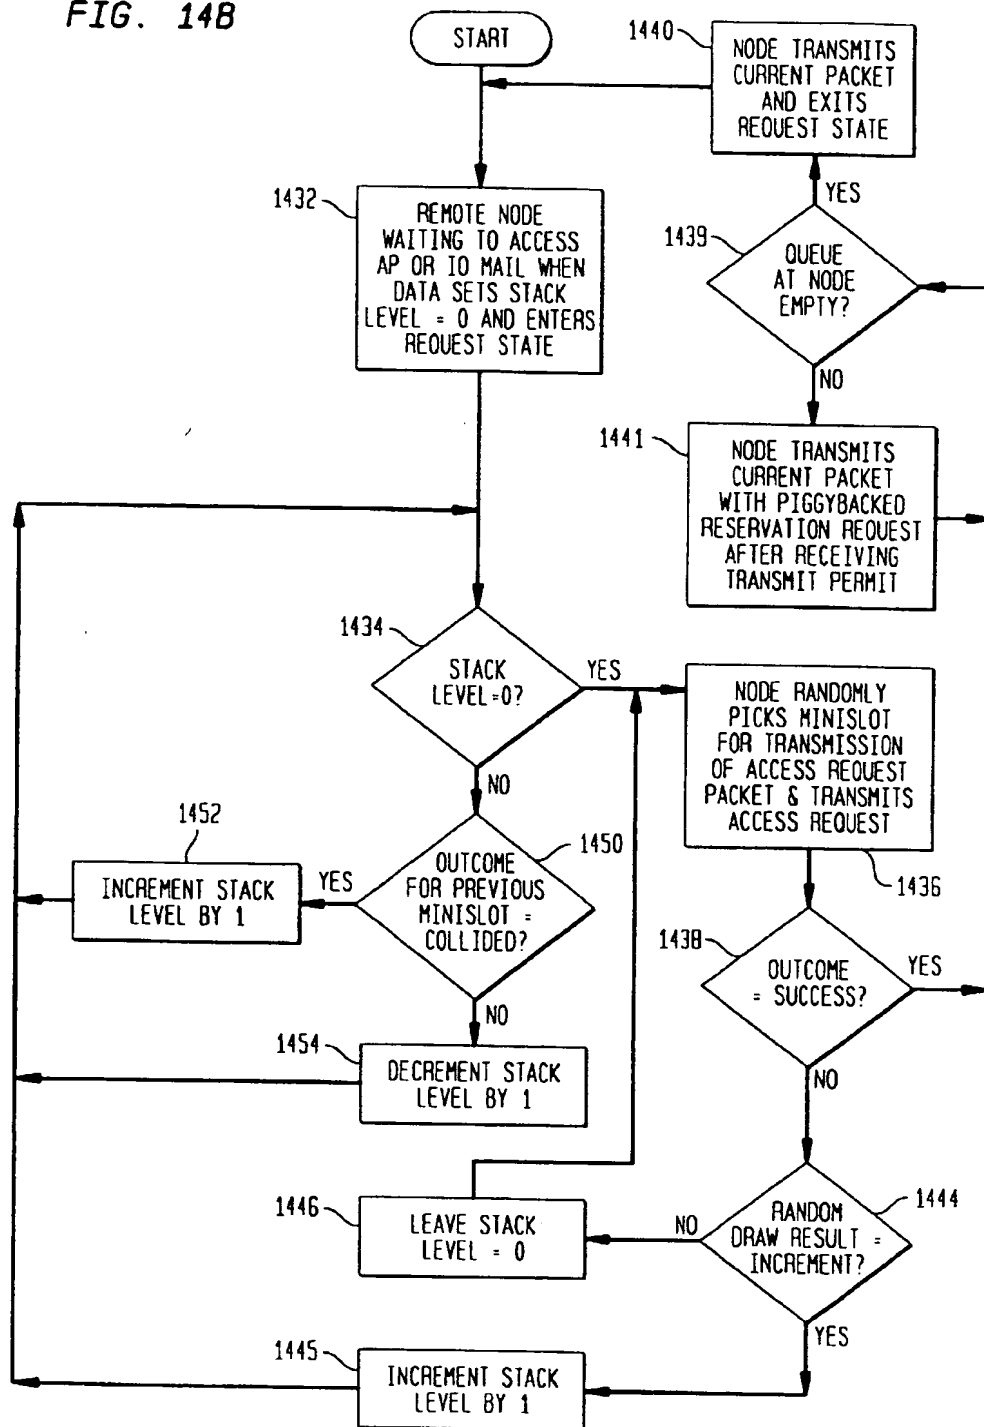 FIG. 14B
START
1440
NODE TRANSMITS
CURRENT PACKET
AND EXITS
REQUEST STATE
YES
1432
REMOTE NODE
WAITING TO ACCESS
AP OR IO MAIL WHEN
DATA SETS STACK
LEVEL = 0 AND ENTERS
REQUEST STATE
1439
QUEUE
AT NODE
EMPTY?
NO
1441
NODE TRANSMITS
CURRENT PACKET
WITH PIGGYBACKED
RESERVATION REQUEST
AFTER RECEIVING
TRANSMIT PERMIT
1434
STACK
LEVEL=0?
YES
NO
NODE RANDOMLY
PICKS MINISLOT
FOR TRANSMISSION
OF ACCESS REQUEST
PACKET & TRANSMITS
ACCESS REQUEST
1436
1452
INCREMENT STACK
LEVEL BY 1
YES
1450
OUTCOME
FOR PREVIOUS
MINISLOT =
COLLIDED?
NO
1438
OUTCOME
= SUCCESS?
YES
NO
1454
DECREMENT STACK
LEVEL BY 1
1446
LEAVE STACK
LEVEL = 0
NO
1444
RANDOM
DRAW RESULT =
INCREMENT?
YES
1445
INCREMENT STACK
LEVEL BY 1